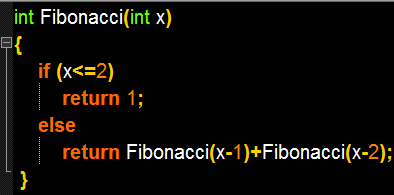 int Fibonacci(int x)
{
if (x<=2)
return 1;
else
return Fibonacci(x-1)+Fibonacci(x-2);
}